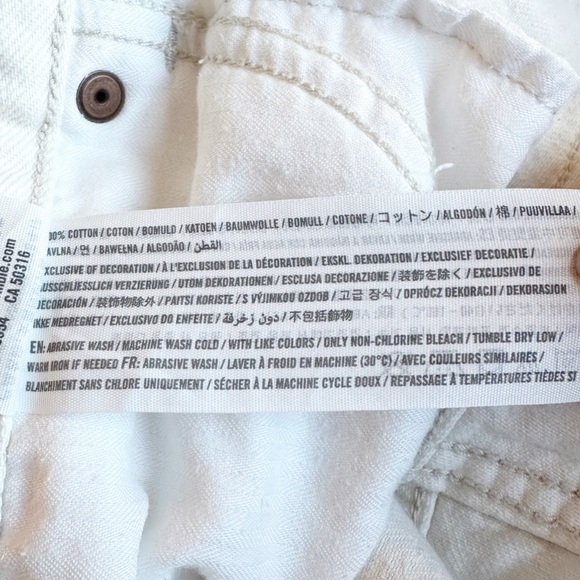 00% COTTON / COTON / BOMULD / KATOEN / BAUMWOLLE / BOMULL / COTONE / コットン / ALGODÓN / 棉 / PUUVILLAA /
AVLNA / 면 / BAWEŁNA / ALGODÃO / القطن /
EXCLUSIVE OF DECORATION / À L'EXCLUSION DE LA DÉCORATION / EKSKL. DEKORATION / EXCLUSIEF DECORATIE /
USSCHLIESSLICH VERZIERUNG / UTOM DEKORATIONEN / ESCLUSA DECORAZIONE / 装飾を除く / EXCLUSIVO DE
DECORACIÓN / 装饰物除外 / PAITSI KORISTE / S VÝJIMKOU OZDOB / 고급 장식 / OPRÓCZ DEKORACJI / DEKORASJON
IKKE MEDREGNET / EXCLUSIVO DO ENFEITE / دون زخرفة / 不包括飾物
EN: ABRASIVE WASH / MACHINE WASH COLD / WITH LIKE COLORS / ONLY NON-CHLORINE BLEACH / TUMBLE DRY LOW /
WARM IRON IF NEEDED FR: ABRASIVE WASH / LAVER À FROID EN MACHINE (30°C) / AVEC COULEURS SIMILAIRES /
BLANCHIMENT SANS CHLORE UNIQUEMENT / SÉCHER À LA MACHINE CYCLE DOUX / REPASSAGE À TEMPÉRATURES TIÈDES SI
CA 50316